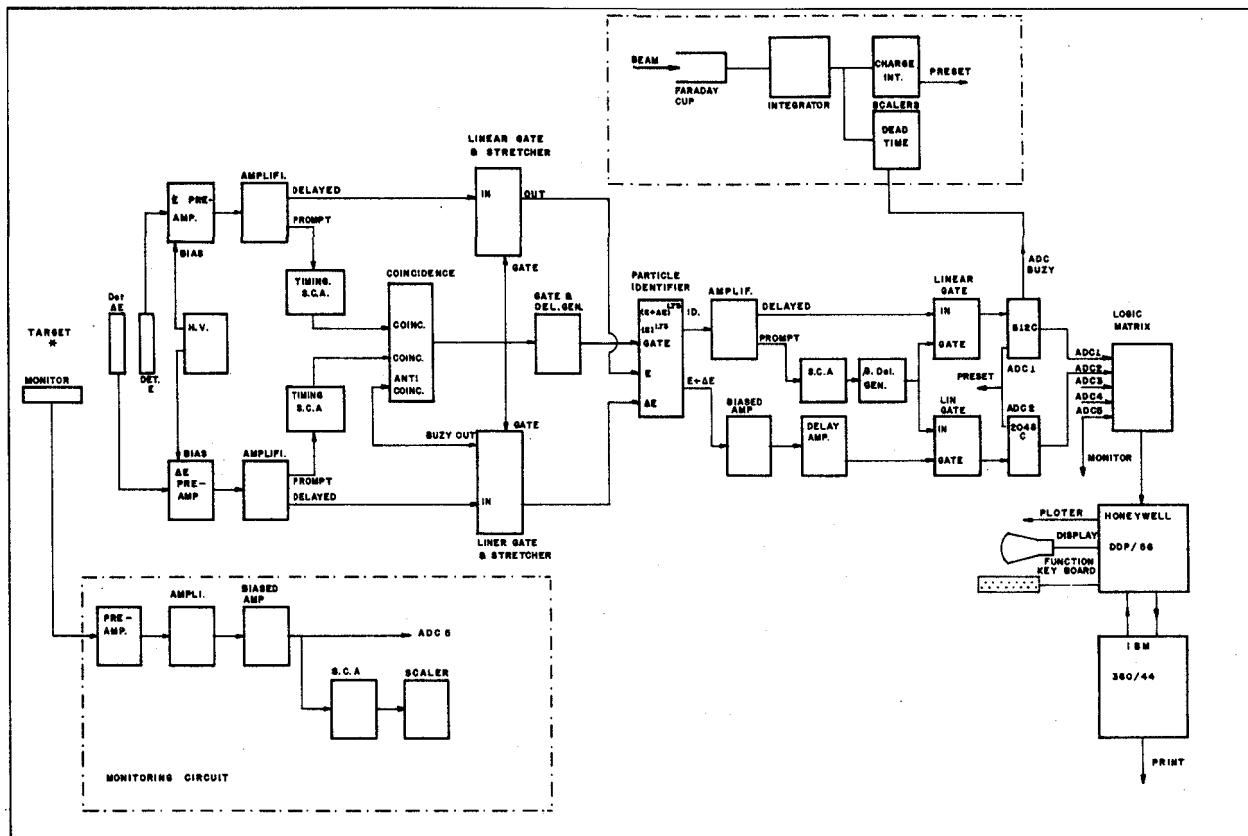 BEAM
FARADAY
CUP
INTEGRATOR
CHARGE
INT.
PRESET
SCALERS
DEAD
TIME
LINEAR GATE
& STRETCHER
AMPLIFI.
DELAYED
PROMPT
E PRE-
AMP.
BIAS
IN
OUT
GATE
TIMING.
S.C.A.
COINCIDENCE
COINC.
COINC.
ANTI
COINC.
GATE &
DEL.GEN.
PARTICLE
IDENTIFIER
ID.
GATE
E
ΔE
E+ΔE
AMPLIF.
DELAYED
PROMPT
S.C.A
GEN.
LINEAR GATE
IN
GATE
ADC
BUZY
512C
ADC1
PRESET
LOGIC
MATRIX
ADC1
ADC2
ADC3
ADC4
ADC5
MONITOR
Det
ΔE
TARGET
*
MONITOR
DET.
E
H.V.
TIMING
S.C.A
BUZY OUT
GATE
BIAS
ΔE
PRE-
AMP
AMPLIFI.
PROMPT
DELAYED
IN
LINER GATE
& STRETCHER
BIASED
AMP
DELAY
AMP.
LIN GATE
IN
GATE
ADC2
2048
C
PLOTER
DISPLAY
FUNCTION
KEY BOARD
HONEYWELL
IBM
360/44
PRINT
PRE-
AMP.
AMPLI.
BIASED
AMP
S.C.A
SCALER
MONITORING CIRCUIT